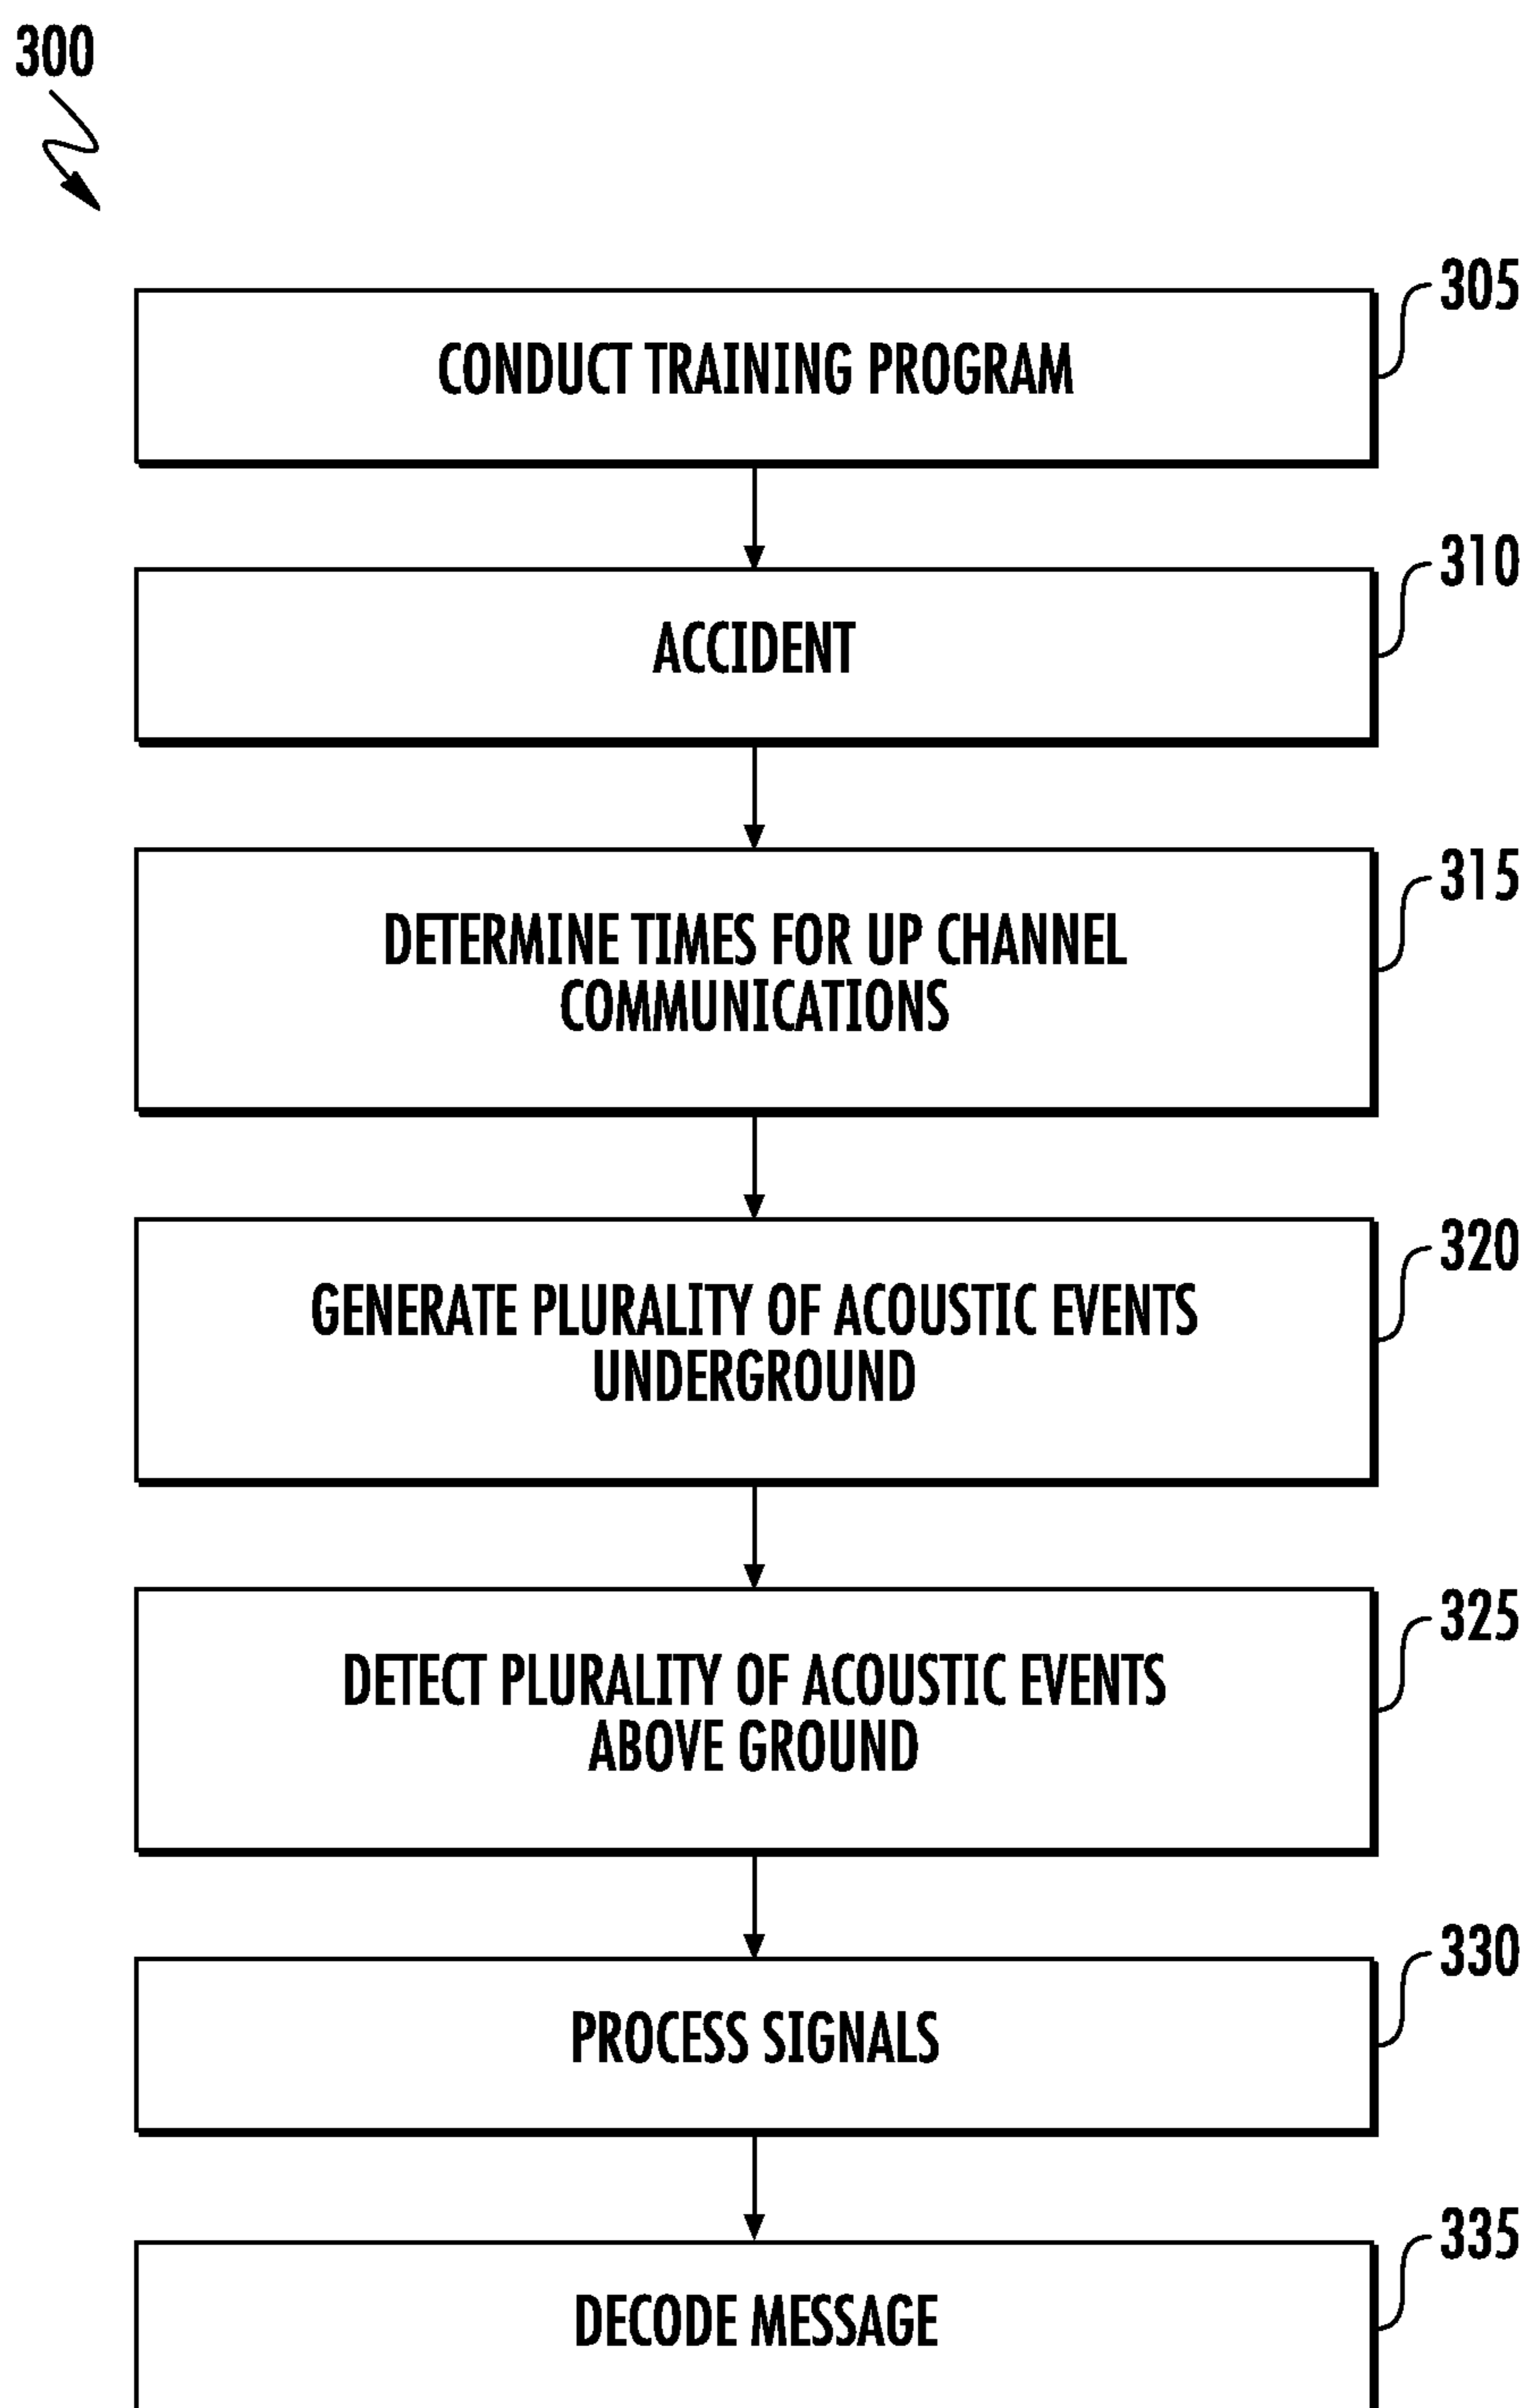 300
305
CONDUCT TRAINING PROGRAM
310
ACCIDENT
315
DETERMINE TIMES FOR UP CHANNEL
COMMUNICATIONS
320
GENERATE PLURALITY OF ACOUSTIC EVENTS
UNDERGROUND
325
DETECT PLURALITY OF ACOUSTIC EVENTS
ABOVE GROUND
330
PROCESS SIGNALS
335
DECODE MESSAGE